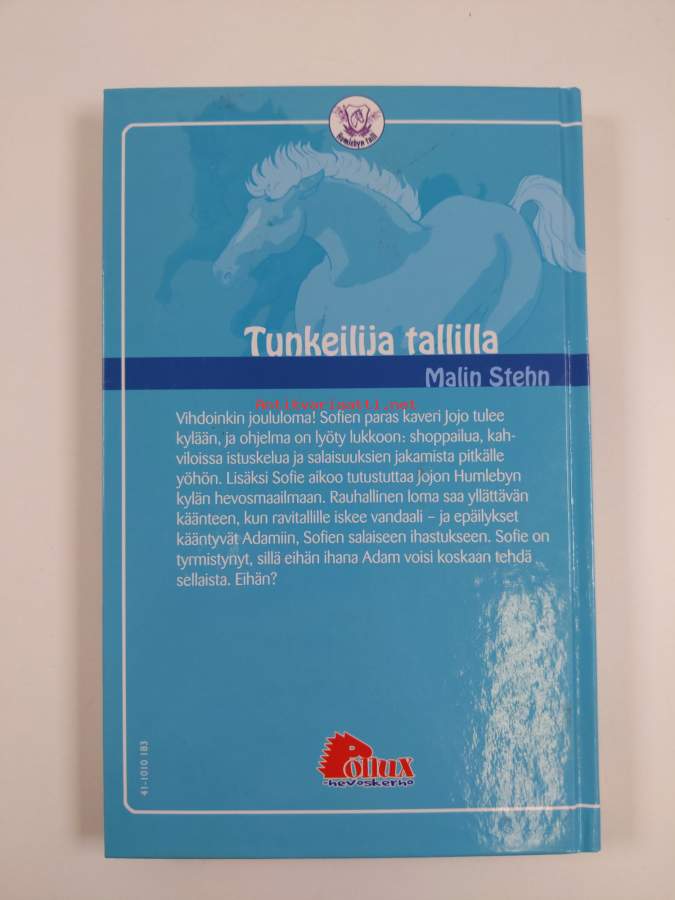 Humlebyn talli
Tunkeilija tallilla
Malin Stehn
Antikvariaatti.net
Vihdoinkin joululoma! Sofien paras kaveri Jojo tulee
kylään, ja ohjelma on lyöty lukkoon: shoppailua, kah-
viloissa istuskelua ja salaisuuksien jakamista pitkälle
yöhön. Lisäksi Sofie aikoo tutustuttaa Jojon Humlebyn
kylän hevosmaailmaan. Rauhallinen loma saa yllättävän
käänteen, kun ravitallille iskee vandaali – ja epäilykset
kääntyvät Adamiin, Sofien salaiseen ihastukseen. Sofie on
tyrmistynyt, sillä eihän ihana Adam voisi koskaan tehdä
sellaista. Eihän?
Pollux
-hevoskerho
41-1010 183